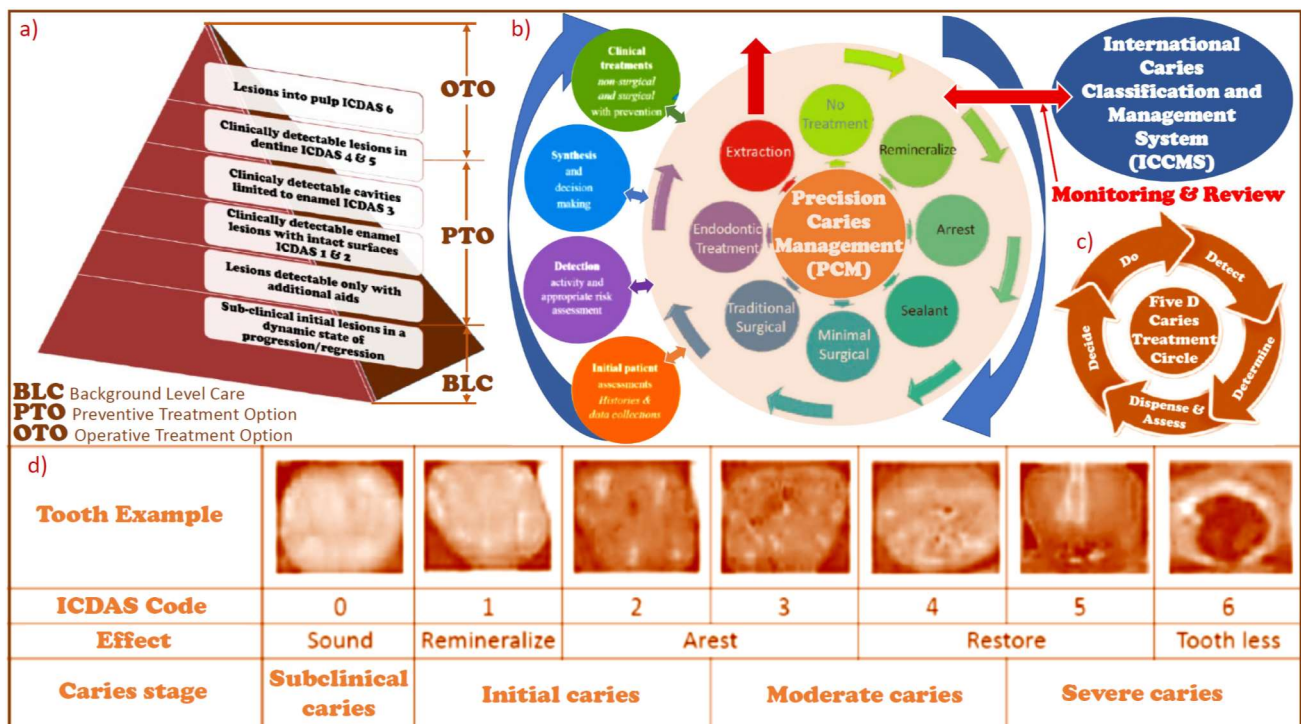 a)
Lesions into pulp ICDAS 6
Clinically detectable lesions in
dentine ICDAS 4 & 5
Clinicaly detectable cavities
limited to enamel ICDAS 3
Clinically detectable enamel
lesions with intact surfaces
ICDAS 1 & 2
Lesions detectable only with
additional aids
Sub-clinical initial lesions in a
dynamic state of
progression/regression
OTO
PTO
BLC
BLC Background Level Care
PTO Preventive Treatment Option
OTO Operative Treatment Option
b)
Clinical
treatments
non-surgical
and surgical
with prevention
Synthesis
and
decision
making
Detection
activity and
appropriate risk
assessment
Initial patient
assessments
Histories &
data collections
No
Treatment
Remineralize
Arrest
Sealant
Minimal
Surgical
Traditional
Surgical
Endodontic
Treatment
Extraction
Precision
Caries
Management
(PCM)
International
Caries
Classification and
Management
System
(ICCMS)
Monitoring & Review
c)
Do
Detect
Determine
Dispense &
Assess
Decide
Five D
Caries
Treatment
Circle
d)
Tooth Example
ICDAS Code 0 1 2 3 4 5 6
Effect Sound Remineralize Arest Restore Tooth less
Caries stage Subclinical caries Initial caries Moderate caries Severe caries